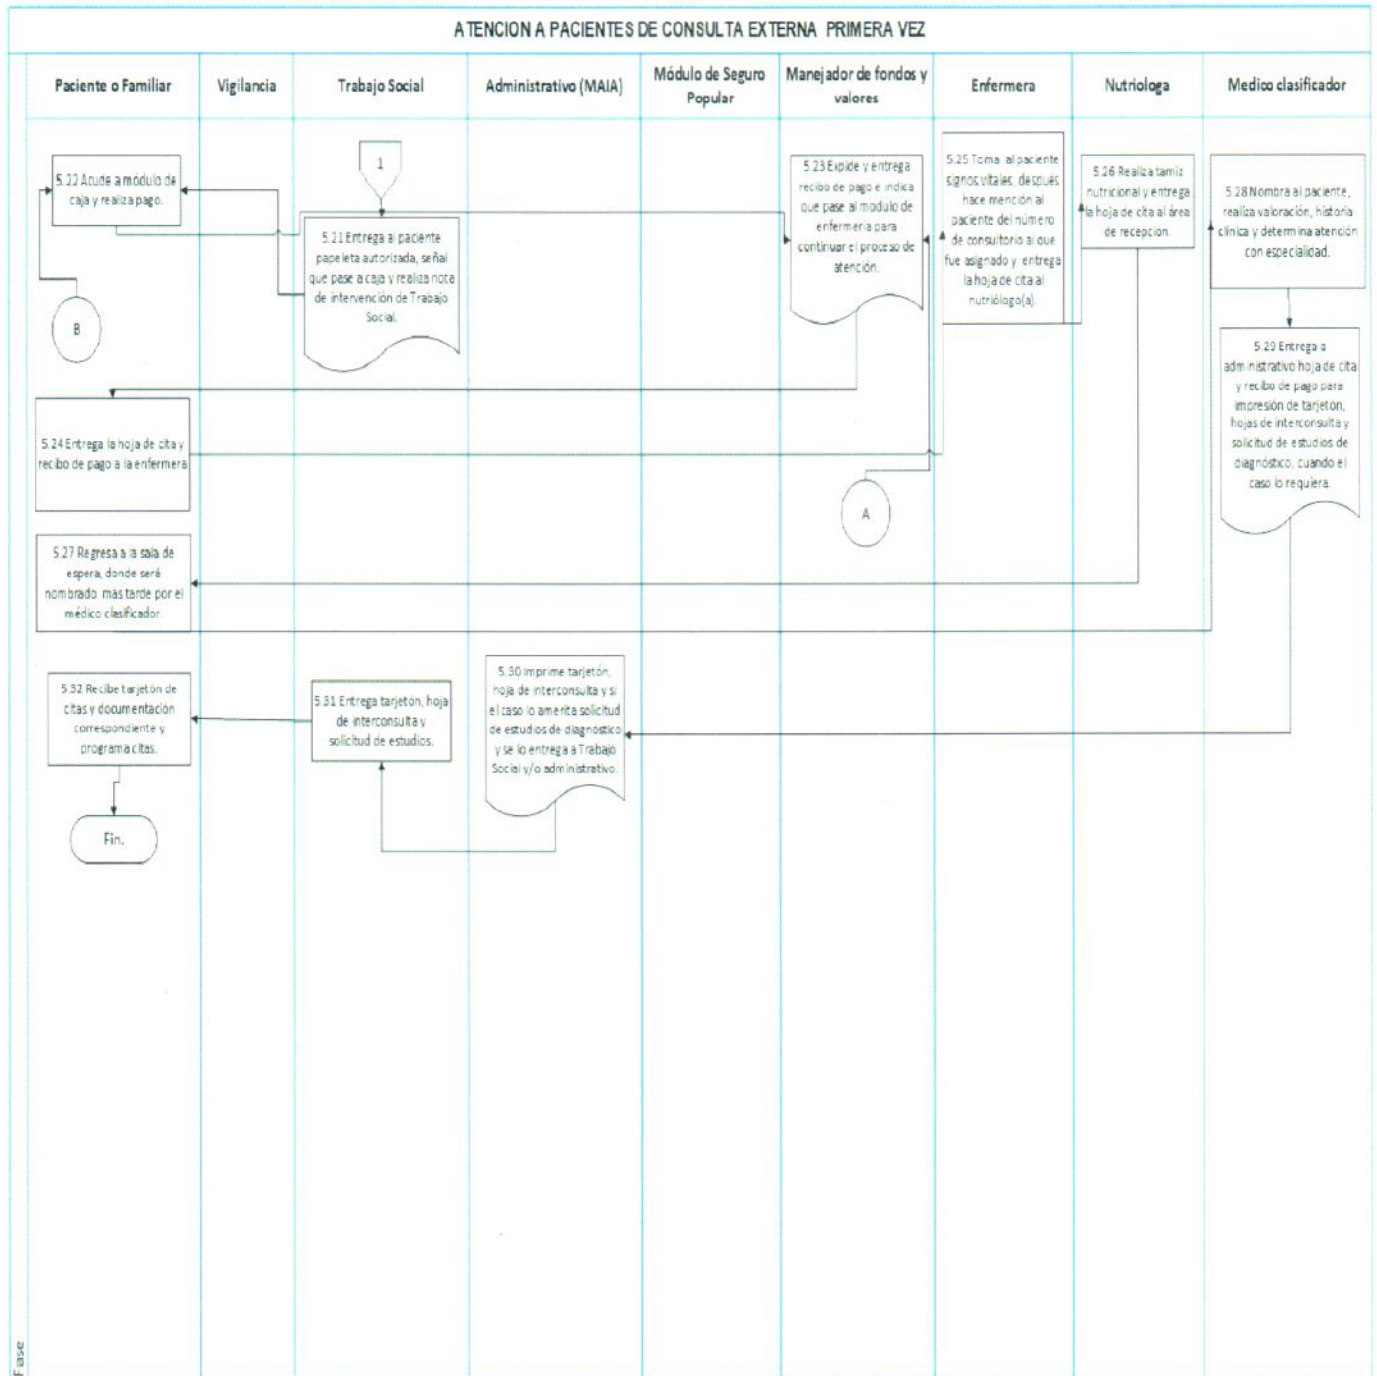 ATENCION A PACIENTES DE CONSULTA EXTERNA PRIMERA VEZ
Paciente o Familiar
Vigilancia
Trabajo Social
Administrativo (MAIA)
Módulo de Seguro
Popular
Manejador de fondos y
valores
Enfermera
Nutriologa
Medico clasificador
1
5.22 Acude a módulo de
caja y realiza pago.
B
5.21 Entrega al paciente
papeleta autorizada, señal
que pase a caja y realiza nota
de intervención de Trabajo
Social.
5.23 Expide y entrega
recibo de pago e indica
que pase al modulo de
enfermería para
continuar el proceso de
atención.
5.25 Toma al paciente
signos vitales, después
hace mención al
paciente del número
de consultorio al que
fue asignado y entrega
la hoja de cita al
nutriólogo(a).
5.26 Realiza tamiz
nutricional y entrega
la hoja de cita al área
de recepción.
5.28 Nombra al paciente,
realiza valoración, historia
clínica y determina atención
con especialidad.
5.29 Entrega a
administrativo hoja de cita
y recibo de pago para
impresión de tarjetón,
hojas de interconsulta y
solicitud de estudios de
diagnóstico, cuando el
caso lo requiera.
5.24 Entrega la hoja de cita y
recibo de pago a la enfermera
A
5.27 Regresa a la sala de
espera, donde será
nombrado más tarde por el
médico clasificador.
5.32 Recibe tarjetón de
citas y documentación
correspondiente y
programa citas.
5.31 Entrega tarjetón, hoja
de interconsulta y
solicitud de estudios.
5.30 Imprime tarjetón,
hoja de interconsulta y si
el caso lo amerita solicitud
de estudios de diagnóstico
y se lo entrega a Trabajo
Social y/o administrativo.
Fin.
Fase